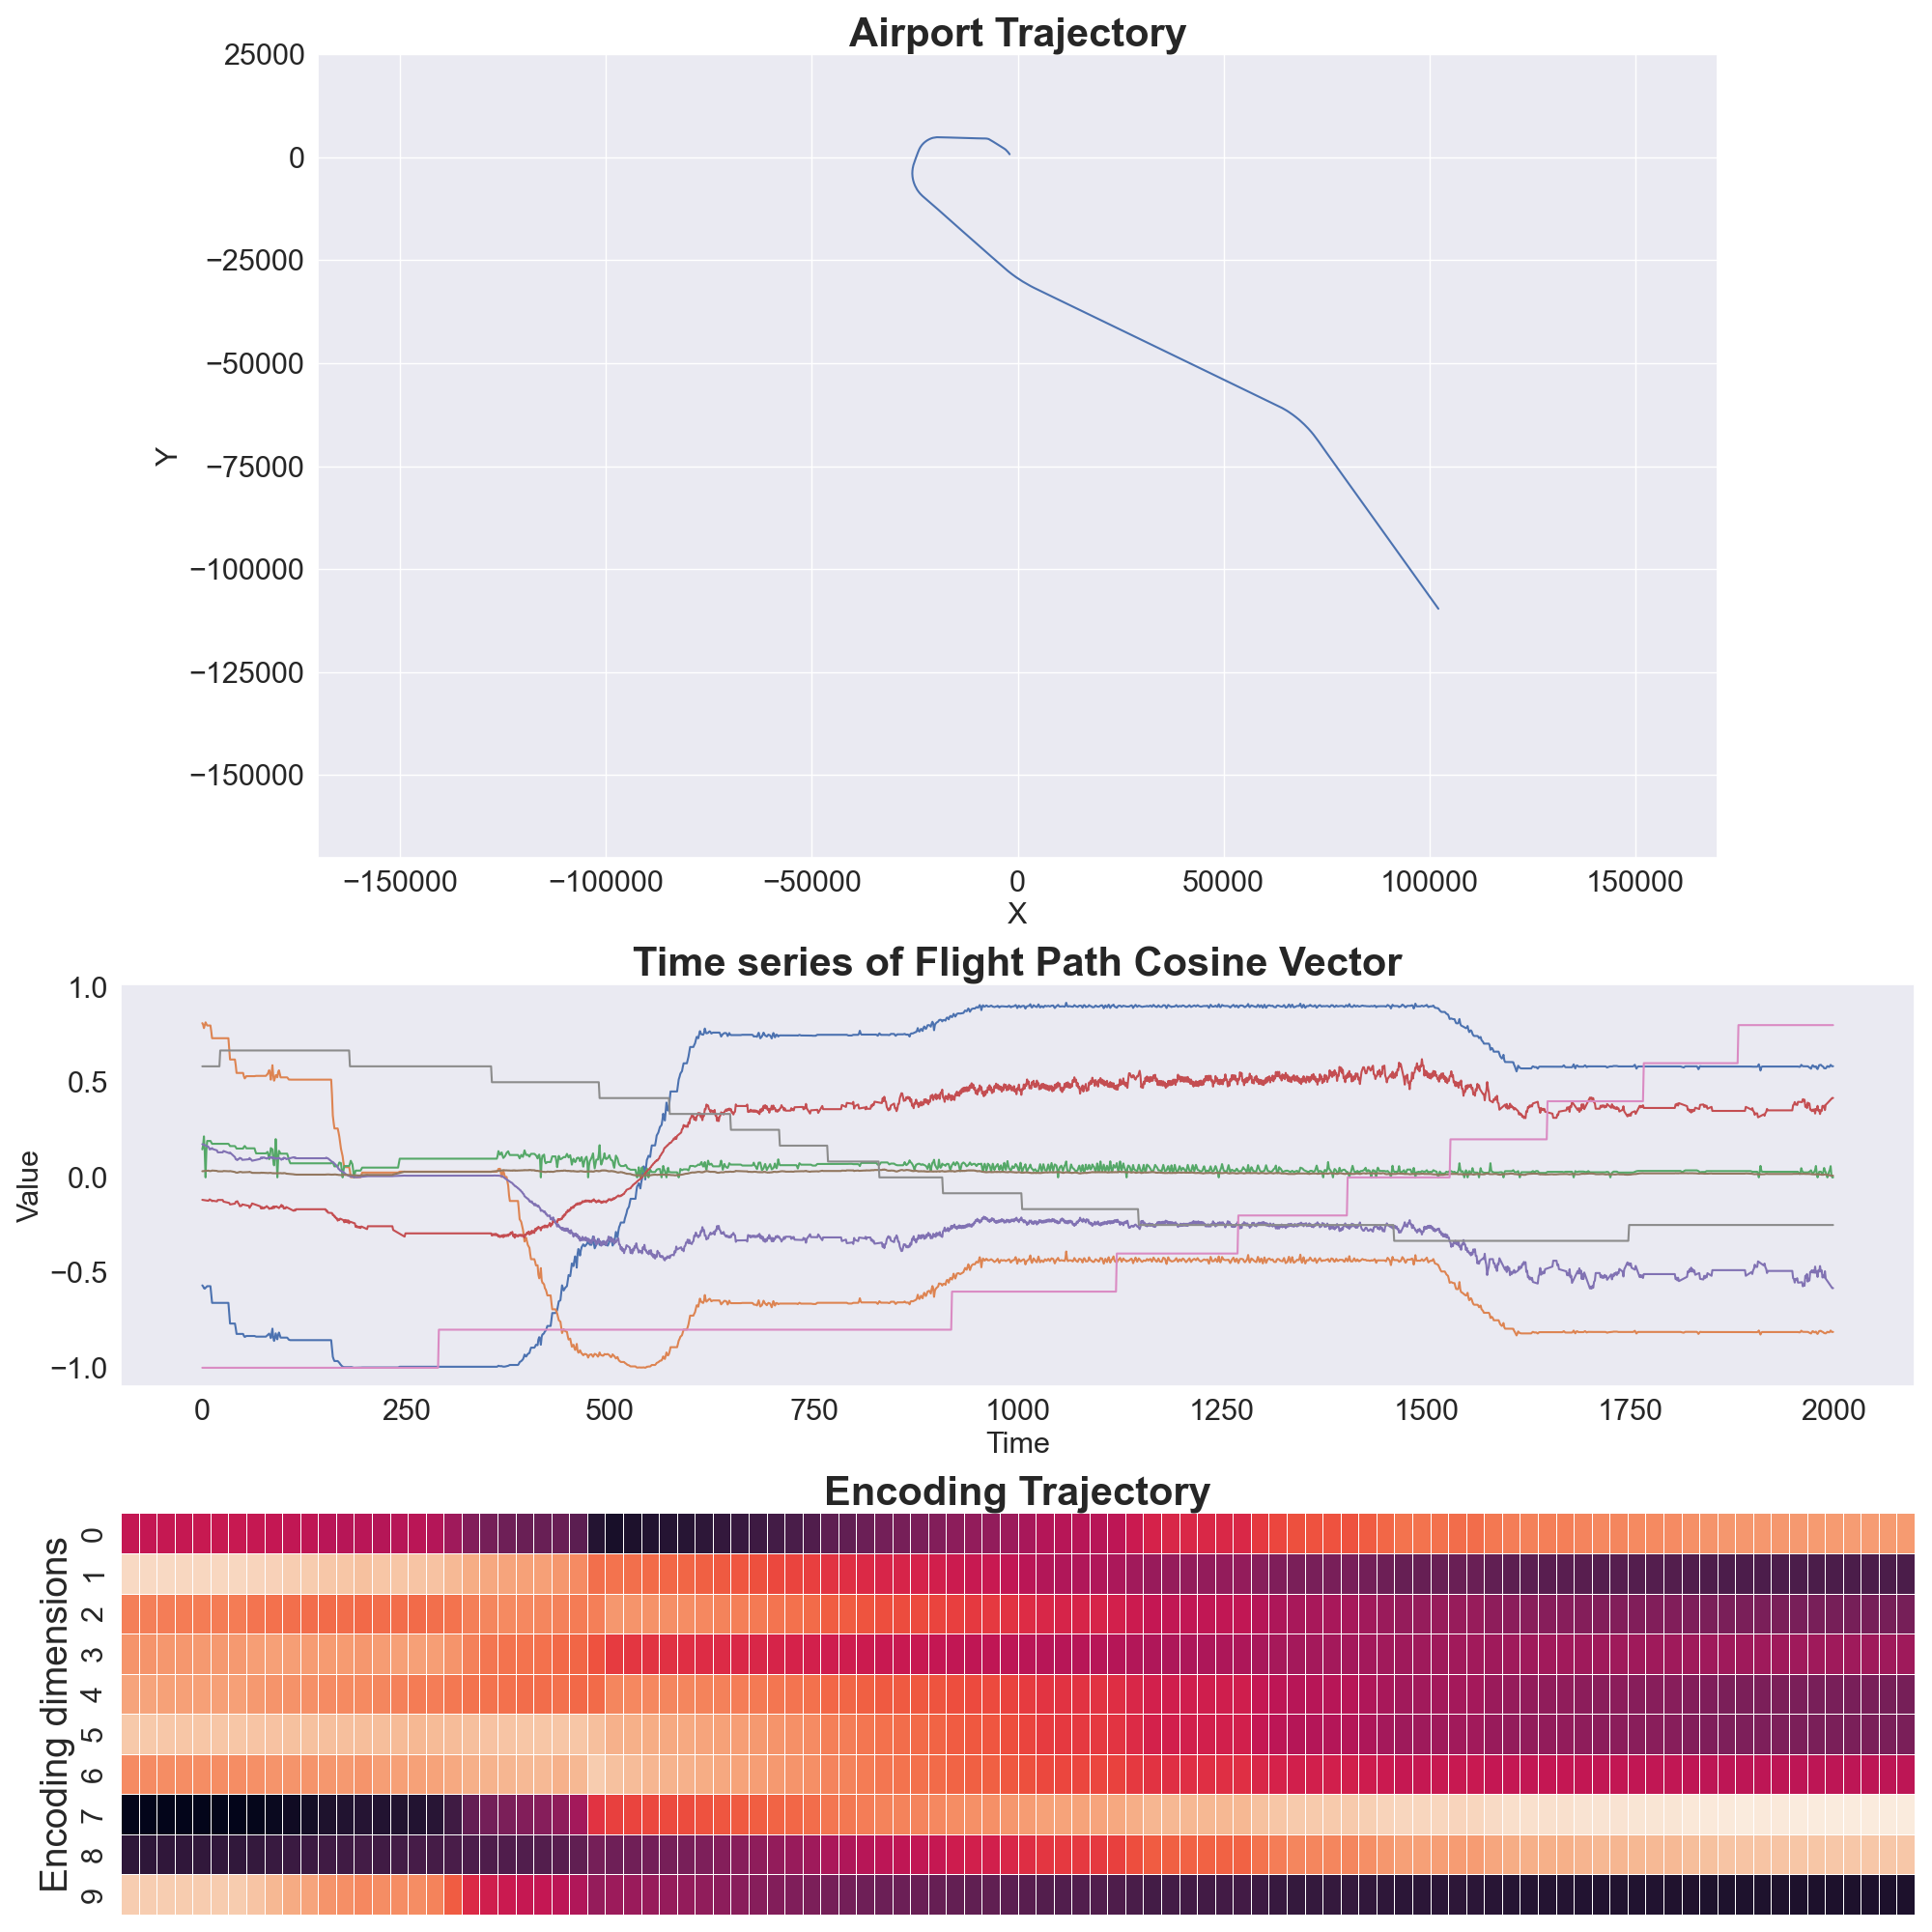 Airport Trajectory
25000
0
−25000
−50000
−75000
−100000
−125000
−150000
Y
−150000 −100000 −50000 0 50000 100000 150000
X
Time series of Flight Path Cosine Vector
1.0
0.5
0.0
−0.5
−1.0
Value
0 250 500 750 1000 1250 1500 1750 2000
Time
Encoding Trajectory
Encoding dimensions
0
1
2
3
4
5
6
7
8
9